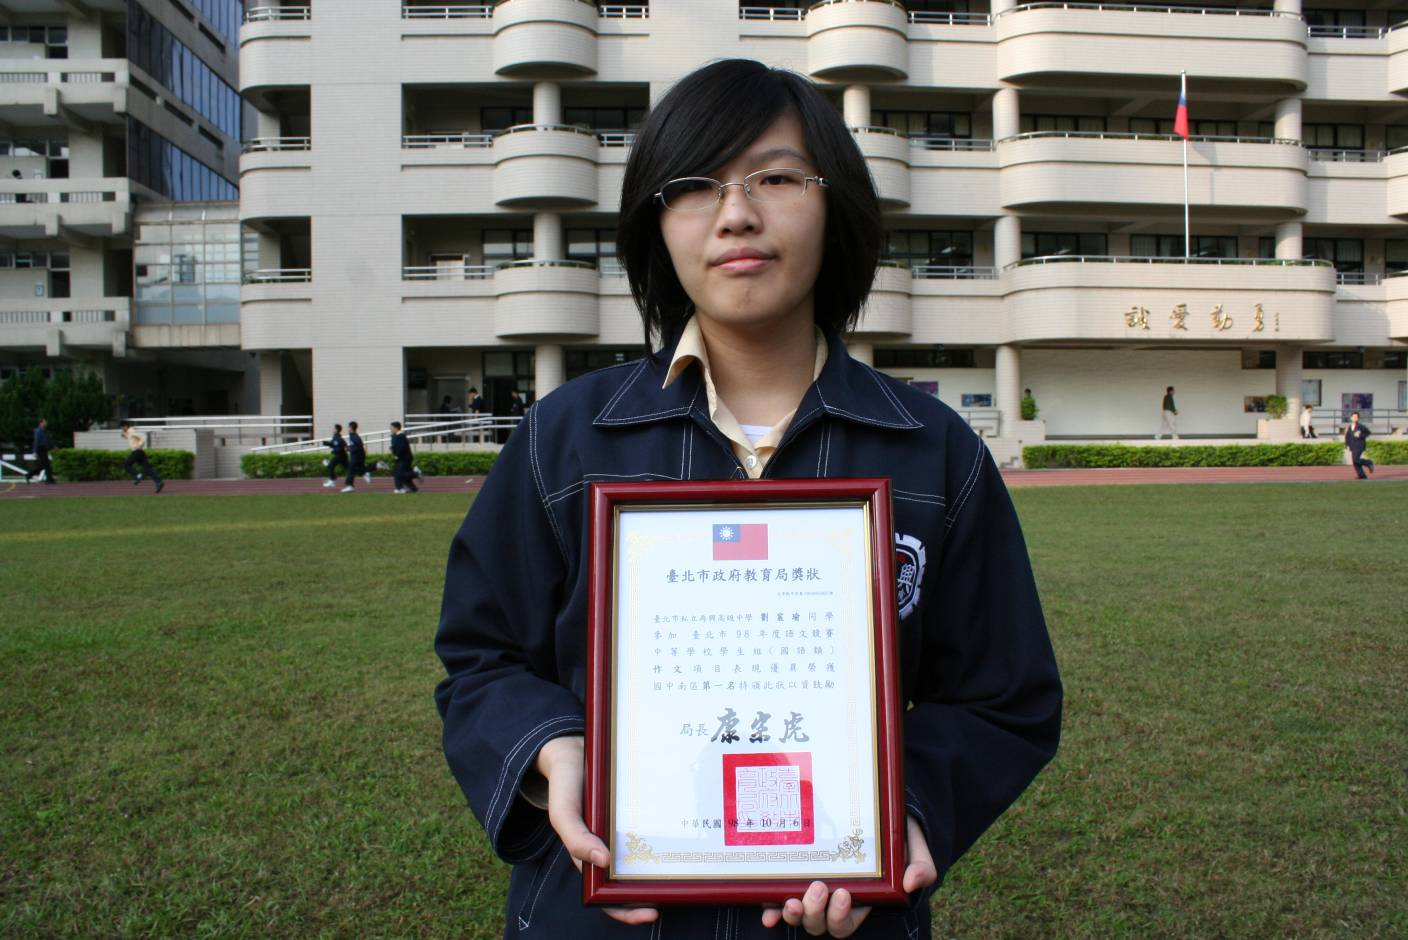 誠愛勤勇
臺北市政府教育局獎狀
臺北市私立再興高級中學 劉宸瑜同學
參加 臺北市98年度語文競賽
中等學校學生組(國語類)
作文項目表現優異榮獲
國中南區第一名特頒此狀以資鼓勵
局長 康宗虎
中華民國 98 年 10 月 6 日